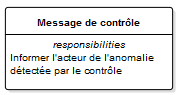 Message de contrôle
responsibilities
Informer l'acteur de l'anomalie
détectée par le contrôle